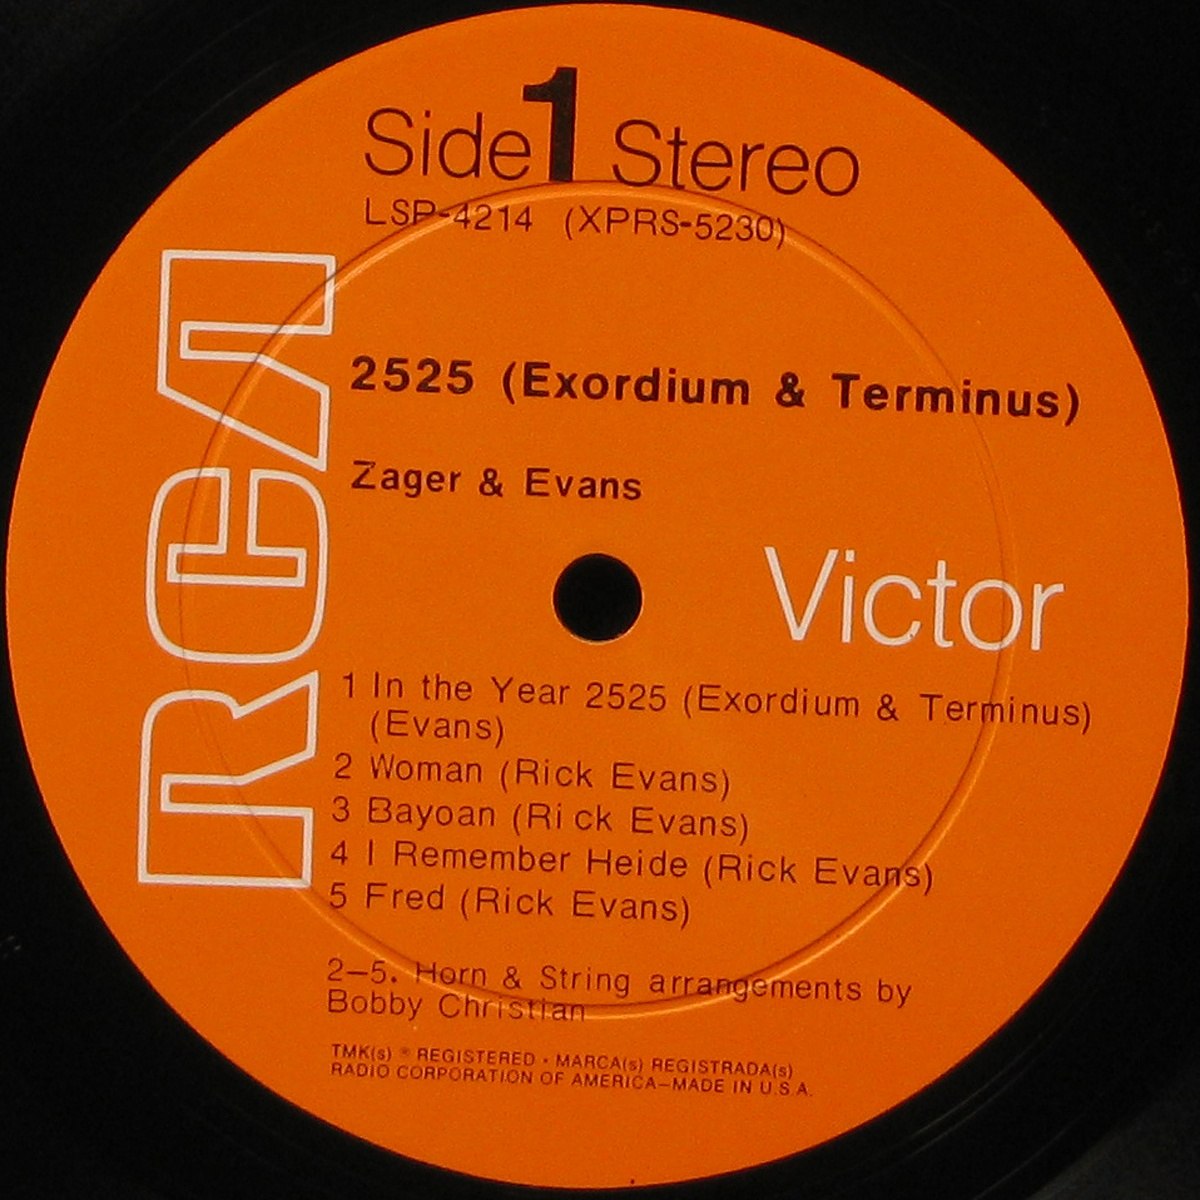 Side 1 Stereo
LSP-4214 (XPRS-5230)
RCA
2525 (Exordium & Terminus)
Zager & Evans
Victor
1 In the Year 2525 (Exordium & Terminus)
(Evans)
2 Woman (Rick Evans)
3 Bayoan (Rick Evans)
4 I Remember Heide (Rick Evans)
5 Fred (Rick Evans)
2–5. Horn & String arrangements by
Bobby Christian
TMK(s) ® REGISTERED • MARCA(s) REGISTRADA(s)
RADIO CORPORATION OF AMERICA–MADE IN U.S.A.